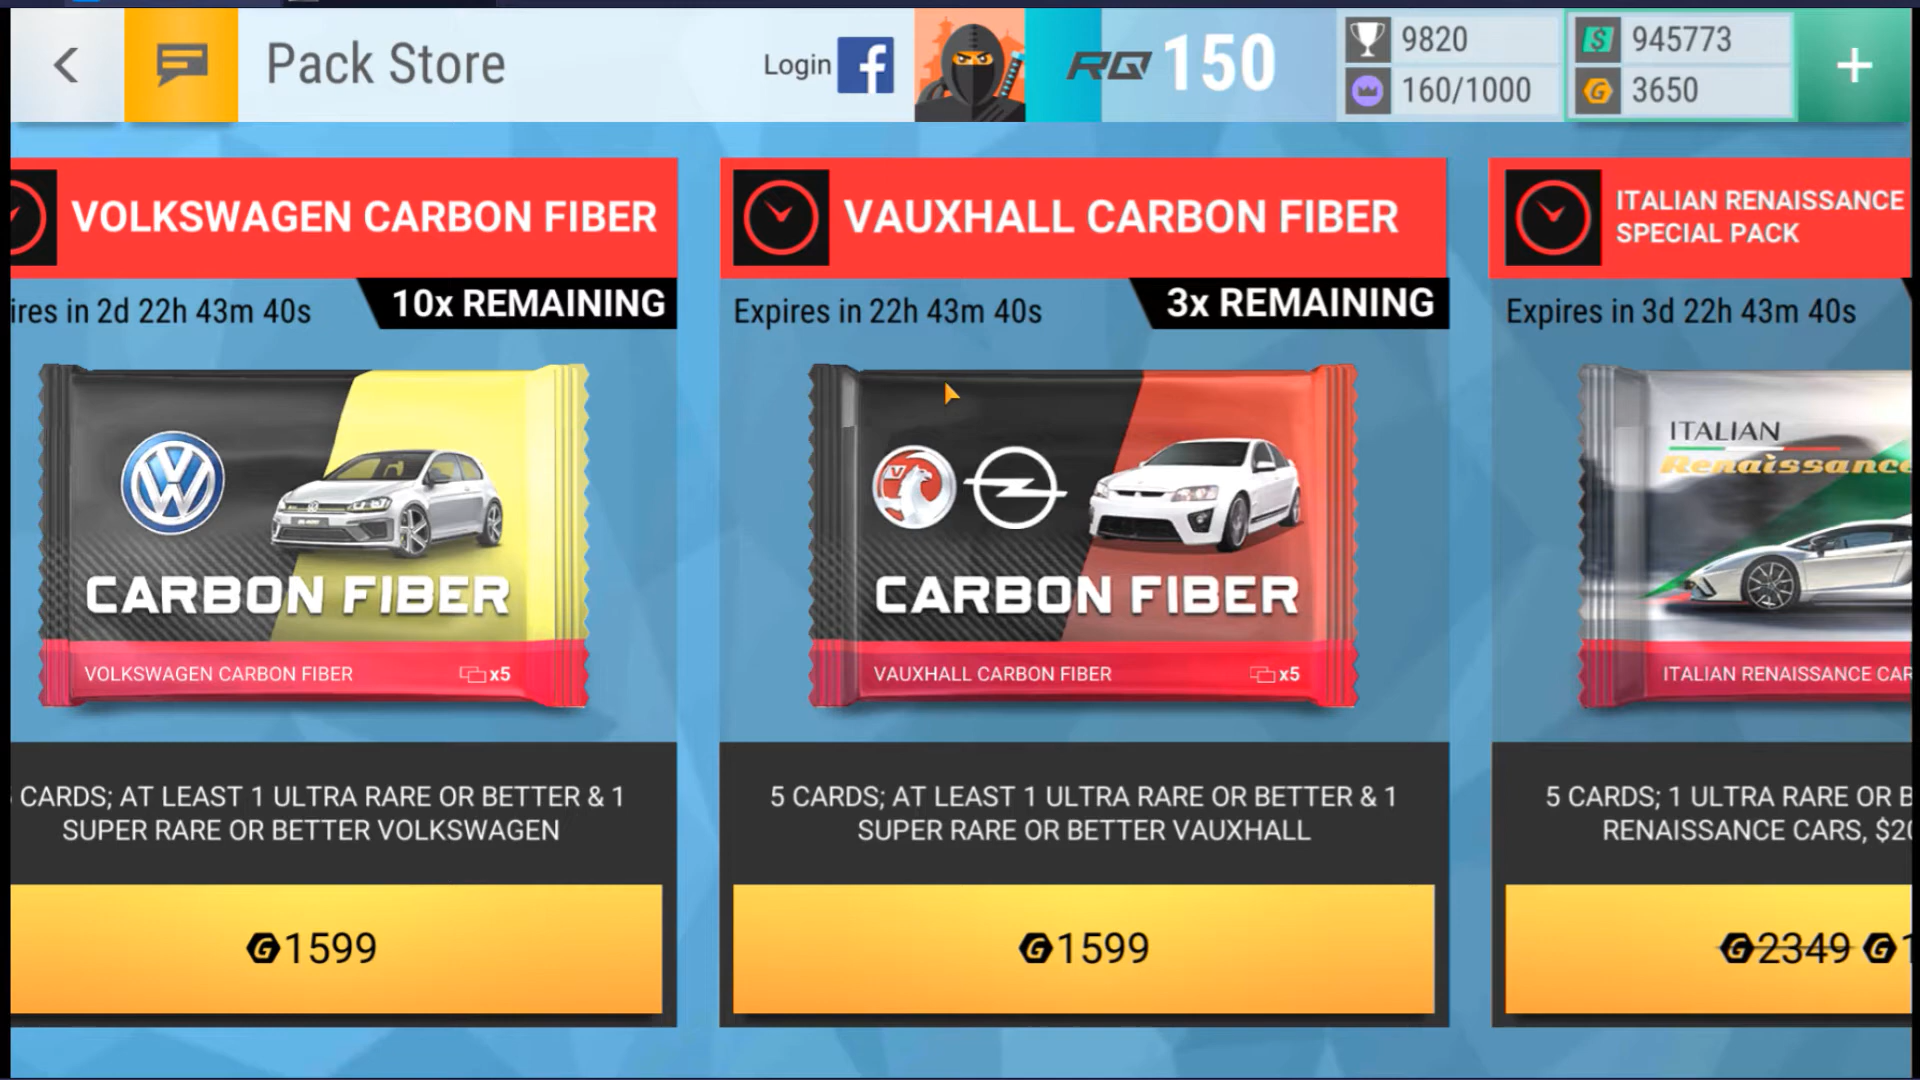 Pack Store
Login
RQ 150
9820
160/1000
945773
3650
VOLKSWAGEN CARBON FIBER
ires in 2d 22h 43m 40s
10x REMAINING
CARBON FIBER
VOLKSWAGEN CARBON FIBER
x5
CARDS; AT LEAST 1 ULTRA RARE OR BETTER & 1
SUPER RARE OR BETTER VOLKSWAGEN
1599
VAUXHALL CARBON FIBER
Expires in 22h 43m 40s
3x REMAINING
CARBON FIBER
VAUXHALL CARBON FIBER
x5
5 CARDS; AT LEAST 1 ULTRA RARE OR BETTER & 1
SUPER RARE OR BETTER VAUXHALL
1599
ITALIAN RENAISSANCE
SPECIAL PACK
Expires in 3d 22h 43m 40s
ITALIAN
Renaissance
ITALIAN RENAISSANCE CAR
5 CARDS; 1 ULTRA RARE OR B
RENAISSANCE CARS, $20
2349 1